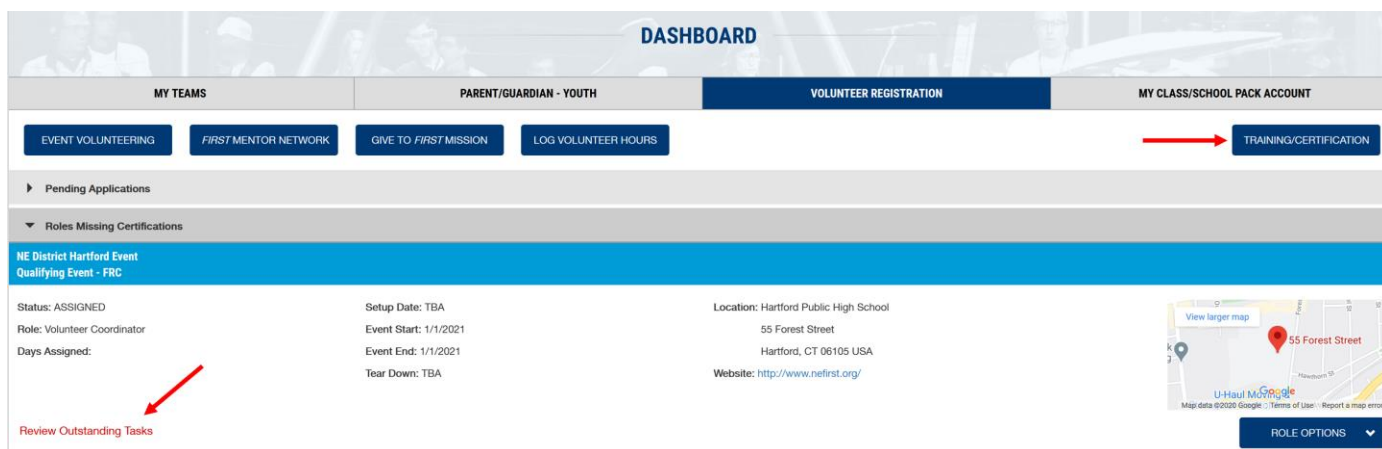 DASHBOARD
MY TEAMS
PARENT/GUARDIAN - YOUTH
VOLUNTEER REGISTRATION
MY CLASS/SCHOOL PACK ACCOUNT
EVENT VOLUNTEERING
FIRST MENTOR NETWORK
GIVE TO FIRST MISSION
LOG VOLUNTEER HOURS
TRAINING/CERTIFICATION
Pending Applications
Roles Missing Certifications
NE District Hartford Event
Qualifying Event - FRC
Status: ASSIGNED
Role: Volunteer Coordinator
Days Assigned:
Setup Date: TBA
Event Start: 1/1/2021
Event End: 1/1/2021
Tear Down: TBA
Location: Hartford Public High School
55 Forest Street
Hartford, CT 06105 USA
Website: http://www.nefirst.org/
View larger map
55 Forest Street
Hawthorn St
U-Haul Moving
Google
Map data ©2020 Google
Terms of Use
Report a map erro
Review Outstanding Tasks
ROLE OPTIONS